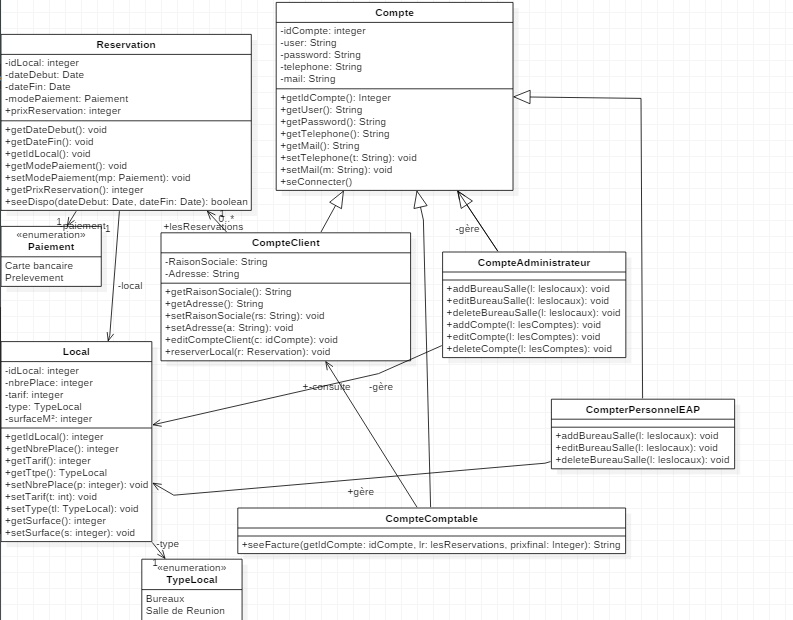 Compte
-idCompte: integer
-user: String
-password: String
-telephone: String
-mail: String
+getIdCompte(): Integer
+getUser(): String
+getPassword(): String
+getTelephone(): String
+getMail(): String
+setTelephone(t: String): void
+setMail(m: String): void
+seConnecter()
Reservation
-idLocal: integer
-dateDebut: Date
-dateFin: Date
-modePaiement: Paiement
+prixReservation: integer
+getDateDebut(): void
+getDateFin(): void
+getIdLocal(): void
+getModePaiement(): void
+setModePaiement(mp: Paiement): void
+getPrixReservation(): integer
+seeDispo(dateDebut: Date, dateFin: Date): boolean
1
paiement
1
1
0..*
+lesReservations
«enumeration»
Paiement
Carte bancaire
Prelevement
CompteClient
-RaisonSociale: String
-Adresse: String
+getRaisonSociale(): String
+getAdresse(): String
+setRaisonSociale(rs: String): void
+setAdresse(a: String): void
+editCompteClient(c: idCompte): void
+reserverLocal(r: Reservation): void
-gère
CompteAdministrateur
+addBureauSalle(l: leslocaux): void
+editBureauSalle(l: leslocaux): void
+deleteBureauSalle(l: leslocaux): void
+addCompte(l: lesComptes): void
+editCompte(l: lesComptes): void
+deleteCompte(l: lesComptes): void
-local
Local
-idLocal: integer
-nbrePlace: integer
-tarif: integer
-type: TypeLocal
-surfaceM²: integer
+getIdLocal(): integer
+getNbrePlace(): integer
+getTarif(): integer
+getTtpe(): TypeLocal
+setNbrePlace(p: integer): void
+setTarif(t: int): void
+setType(tl: TypeLocal): void
+getSurface(): integer
+setSurface(s: integer): void
+-consulte
-gère
CompterPersonnelEAP
+addBureauSalle(l: leslocaux): void
+editBureauSalle(l: leslocaux): void
+deleteBureauSalle(l: leslocaux): void
+gère
CompteComptable
+seeFacture(getIdCompte: idCompte, lr: lesReservations, prixfinal: Integer): String
-type
1
«enumeration»
TypeLocal
Bureaux
Salle de Reunion